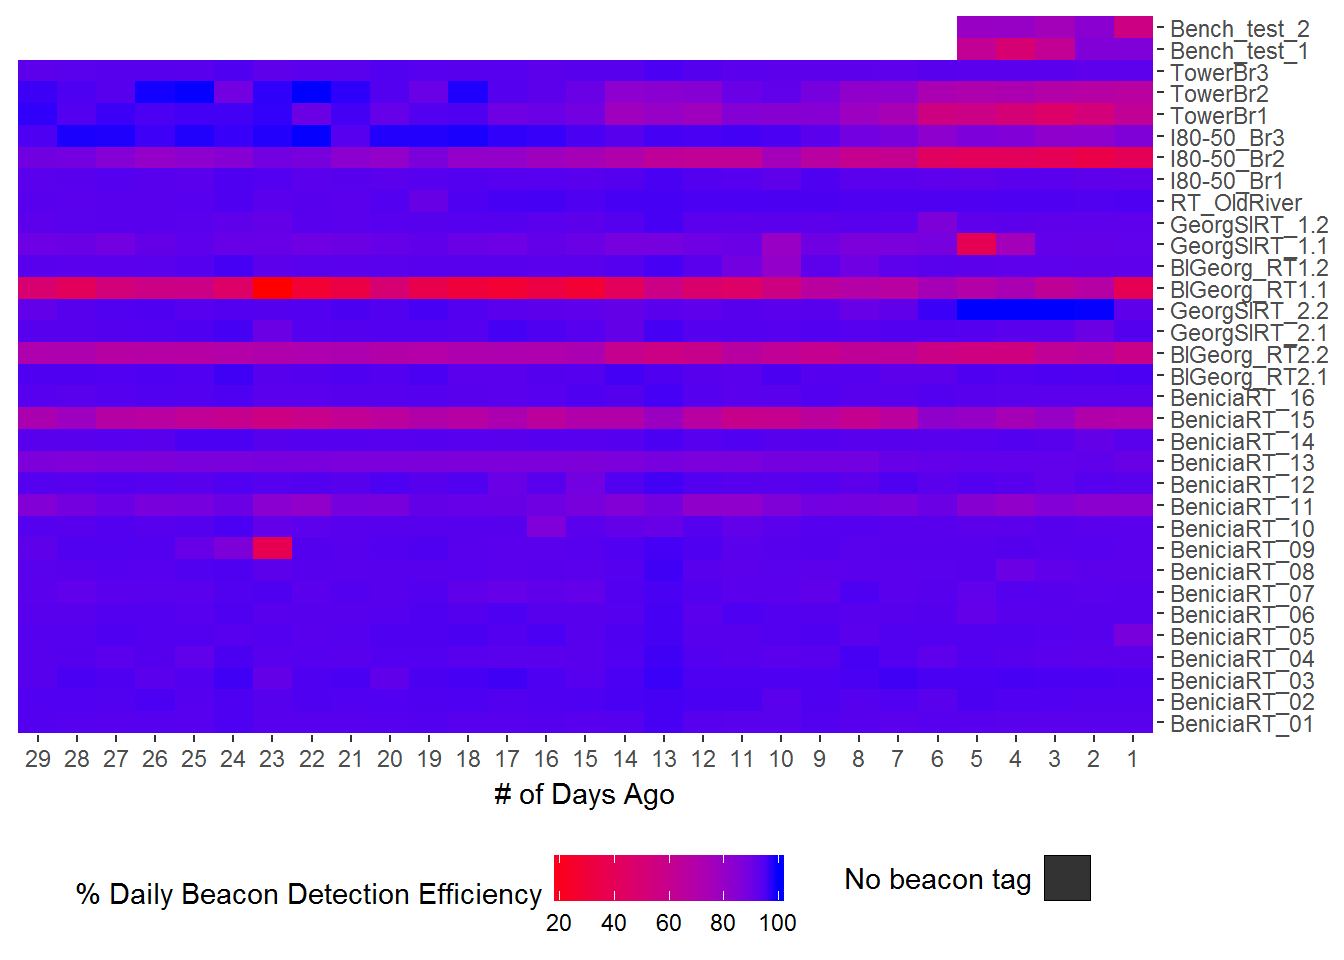 Bench_test_2
Bench_test_1
TowerBr3
TowerBr2
TowerBr1
I80-50_Br3
I80-50_Br2
I80-50_Br1
RT_OldRiver
GeorgSlRT_1.2
GeorgSlRT_1.1
BlGeorg_RT1.2
BlGeorg_RT1.1
GeorgSlRT_2.2
GeorgSlRT_2.1
BlGeorg_RT2.2
BlGeorg_RT2.1
BeniciaRT_16
BeniciaRT_15
BeniciaRT_14
BeniciaRT_13
BeniciaRT_12
BeniciaRT_11
BeniciaRT_10
BeniciaRT_09
BeniciaRT_08
BeniciaRT_07
BeniciaRT_06
BeniciaRT_05
BeniciaRT_04
BeniciaRT_03
BeniciaRT_02
BeniciaRT_01
29 28 27 26 25 24 23 22 21 20 19 18 17 16 15 14 13 12 11 10 9 8 7 6 5 4 3 2 1
# of Days Ago
% Daily Beacon Detection Efficiency
20 40 60 80 100
No beacon tag